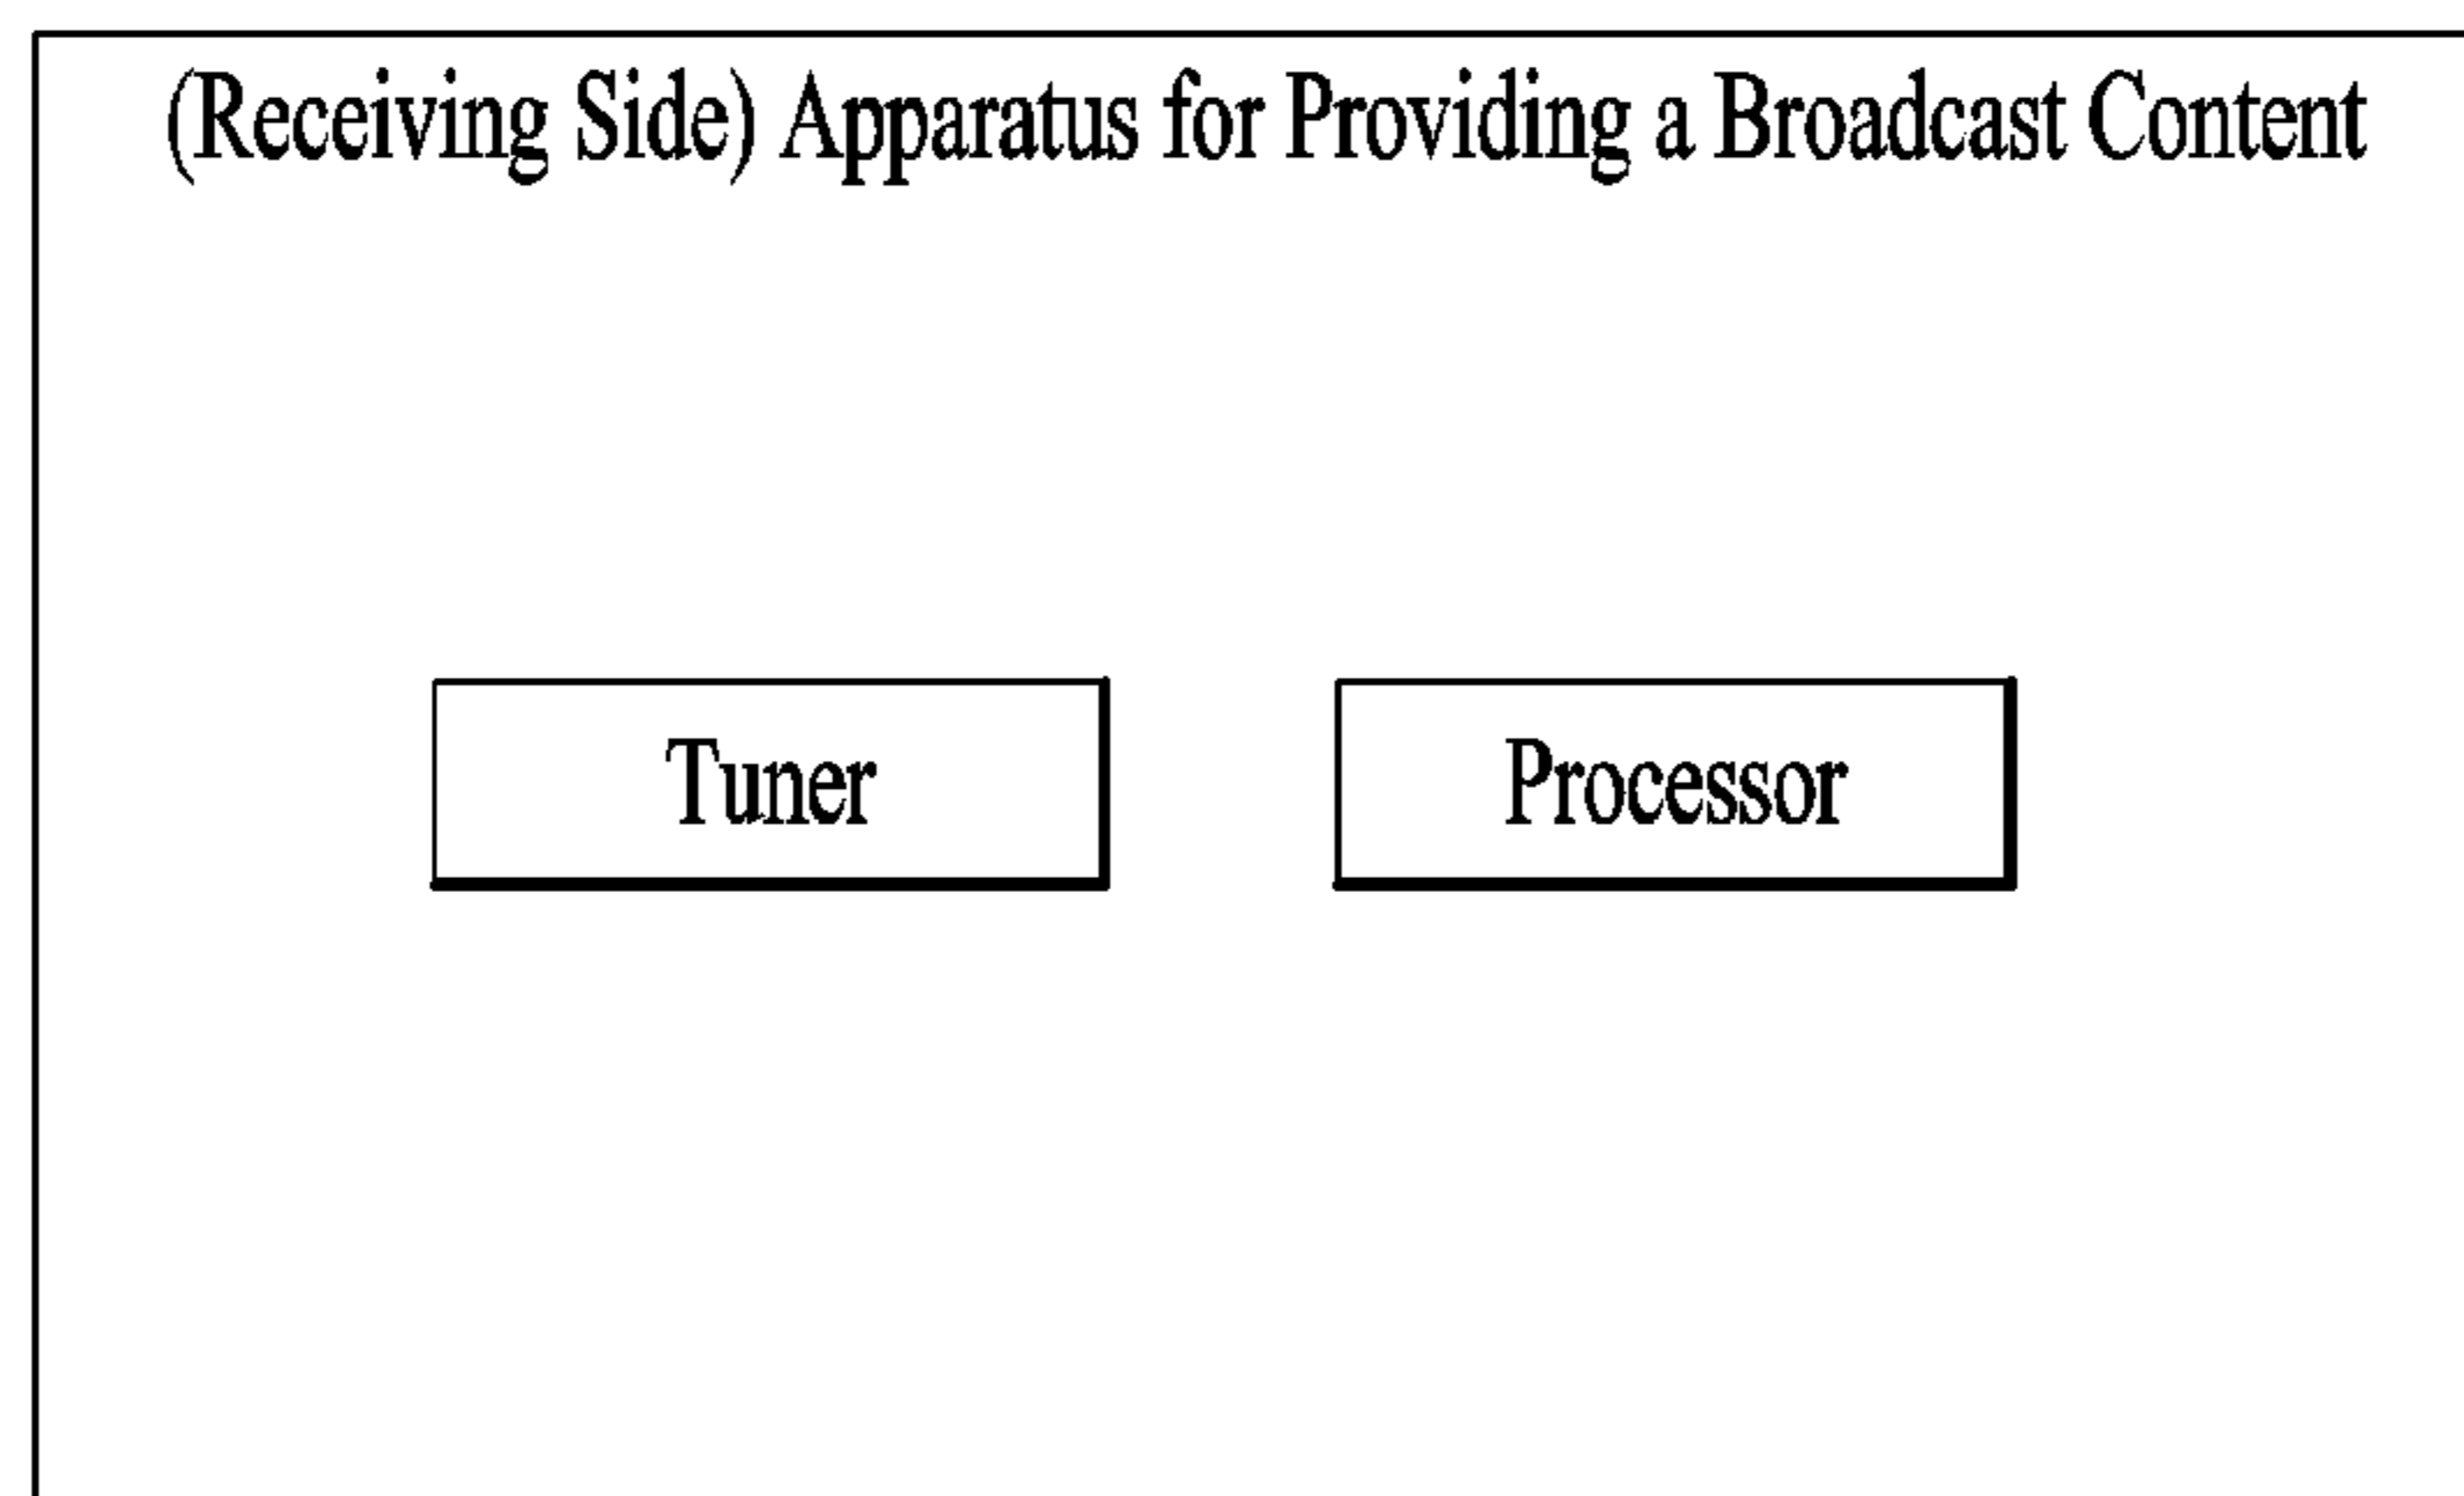 (Receiving Side) Apparatus for Providing a Broadcast Content
Tuner
Processor